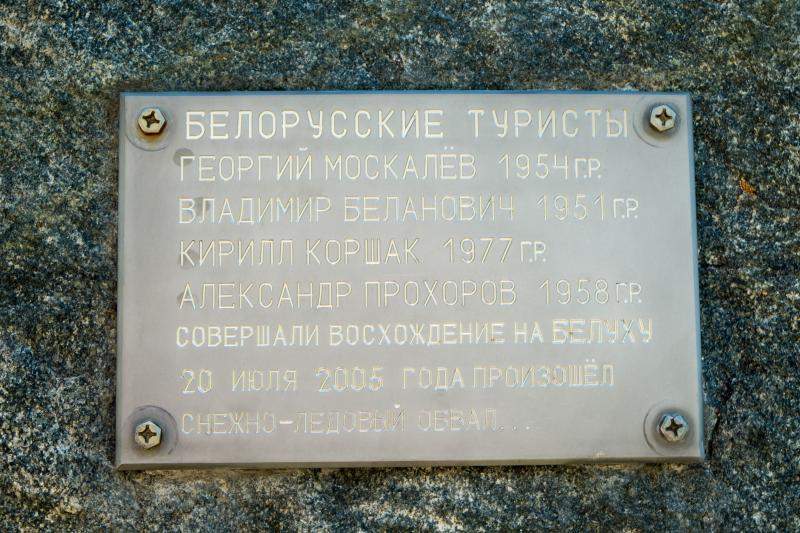 БЕЛОРУССКИЕ ТУРИСТЫ
ГЕОРГИЙ МОСКАЛЁВ 1954 Г.Р.
ВЛАДИМИР БЕЛАНОВИЧ 1951 Г.Р.
КИРИЛЛ КОРШАК 1977 Г.Р.
АЛЕКСАНДР ПРОХОРОВ 1958 Г.Р.
СОВЕРШАЛИ ВОСХОЖДЕНИЕ НА БЕЛУХУ
20 ИЮЛЯ 2005 ГОДА ПРОИЗОШЁЛ
СНЕЖНО-ЛЕДОВЫЙ ОБВАЛ...